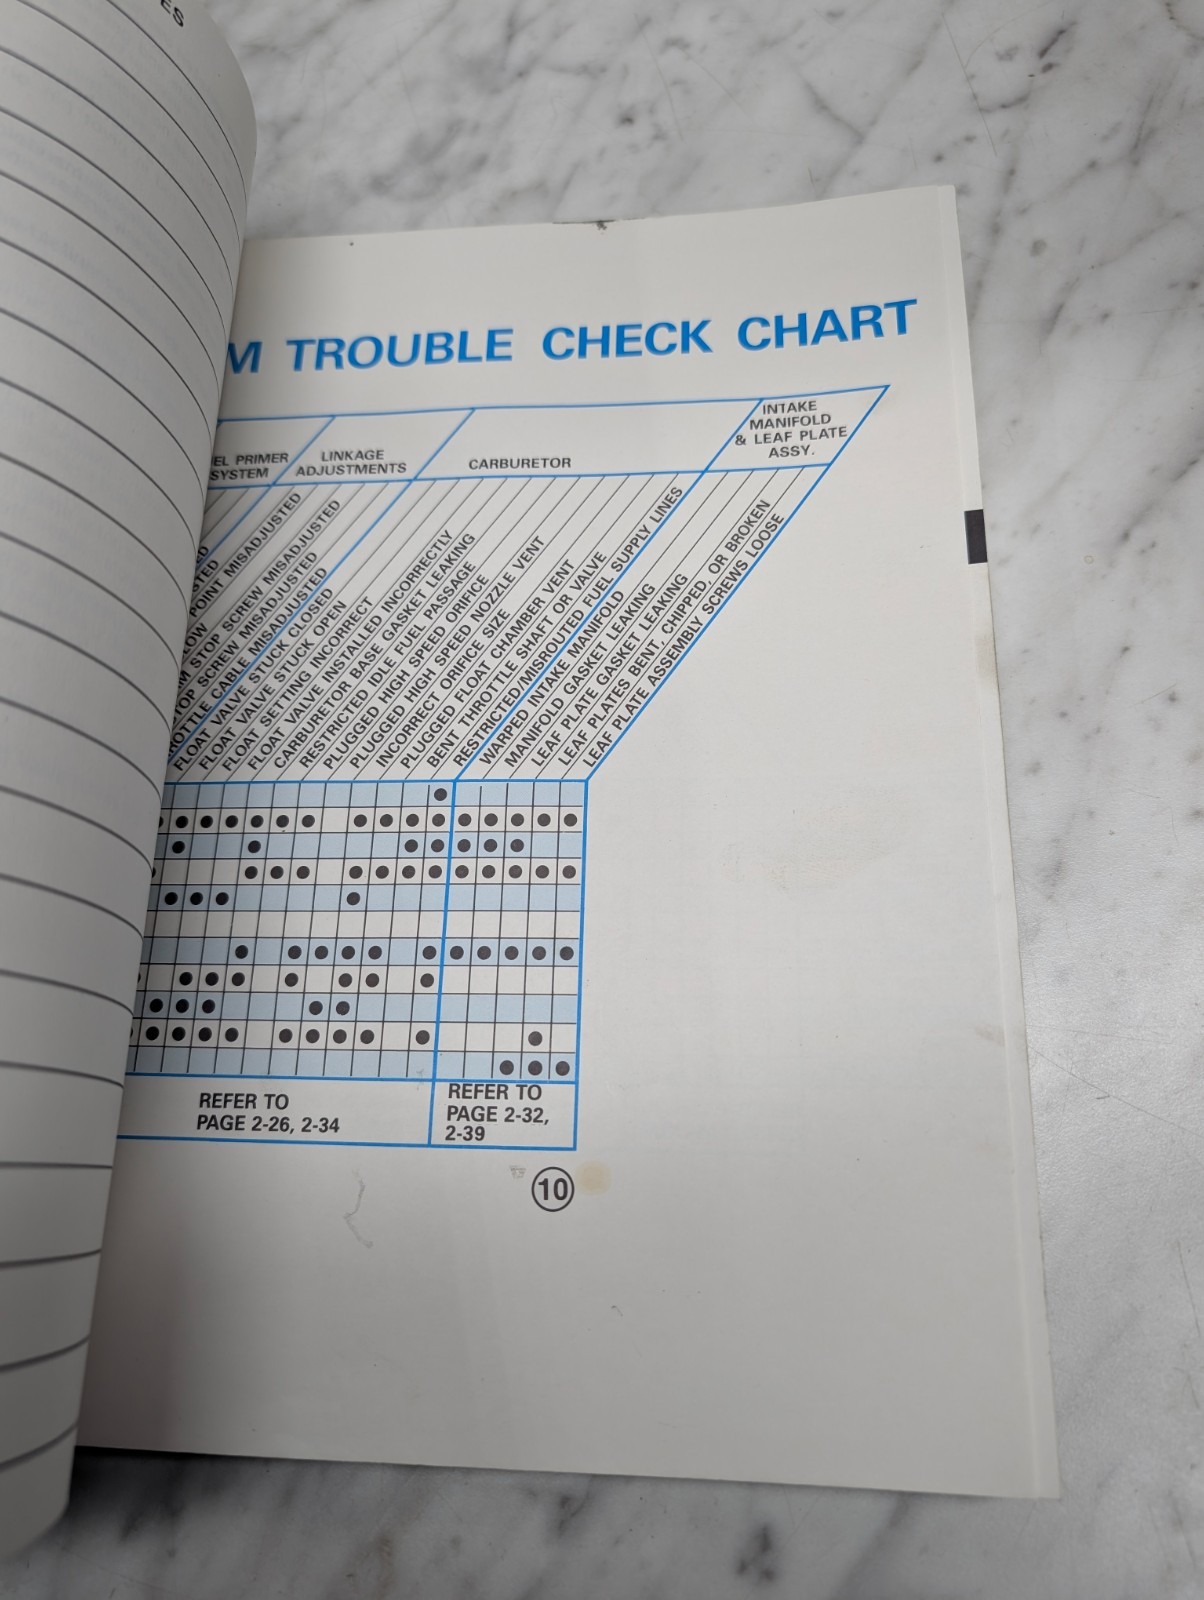 ES
M TROUBLE CHECK CHART
EL PRIMER
SYSTEM
LINKAGE
ADJUSTMENTS
CARBURETOR
INTAKE
MANIFOLD
& LEAF PLATE
ASSY.
POINT MISADJUSTED
OW
M STOP SCREW MISADJUSTED
TOP SCREW MISADJUSTED
ROTTLE CABLE MISADJUSTED
FLOAT VALVE STUCK CLOSED
FLOAT VALVE STUCK OPEN
FLOAT SETTING INCORRECT
FLOAT VALVE INSTALLED INCORRECTLY
CARBURETOR BASE GASKET LEAKING
RESTRICTED IDLE FUEL PASSAGE
PLUGGED HIGH SPEED ORIFICE
PLUGGED HIGH SPEED NOZZLE VENT
INCORRECT ORIFICE SIZE
PLUGGED FLOAT CHAMBER VENT
BENT THROTTLE SHAFT OR VALVE
RESTRICTED/MISROUTED FUEL SUPPLY LINES
WARPED INTAKE MANIFOLD
MANIFOLD GASKET LEAKING
LEAF PLATE GASKET LEAKING
LEAF PLATES BENT, CHIPPED, OR BROKEN
LEAF PLATE ASSEMBLY SCREWS LOOSE
REFER TO
PAGE 2-26, 2-34
REFER TO
PAGE 2-32,
2-39
10